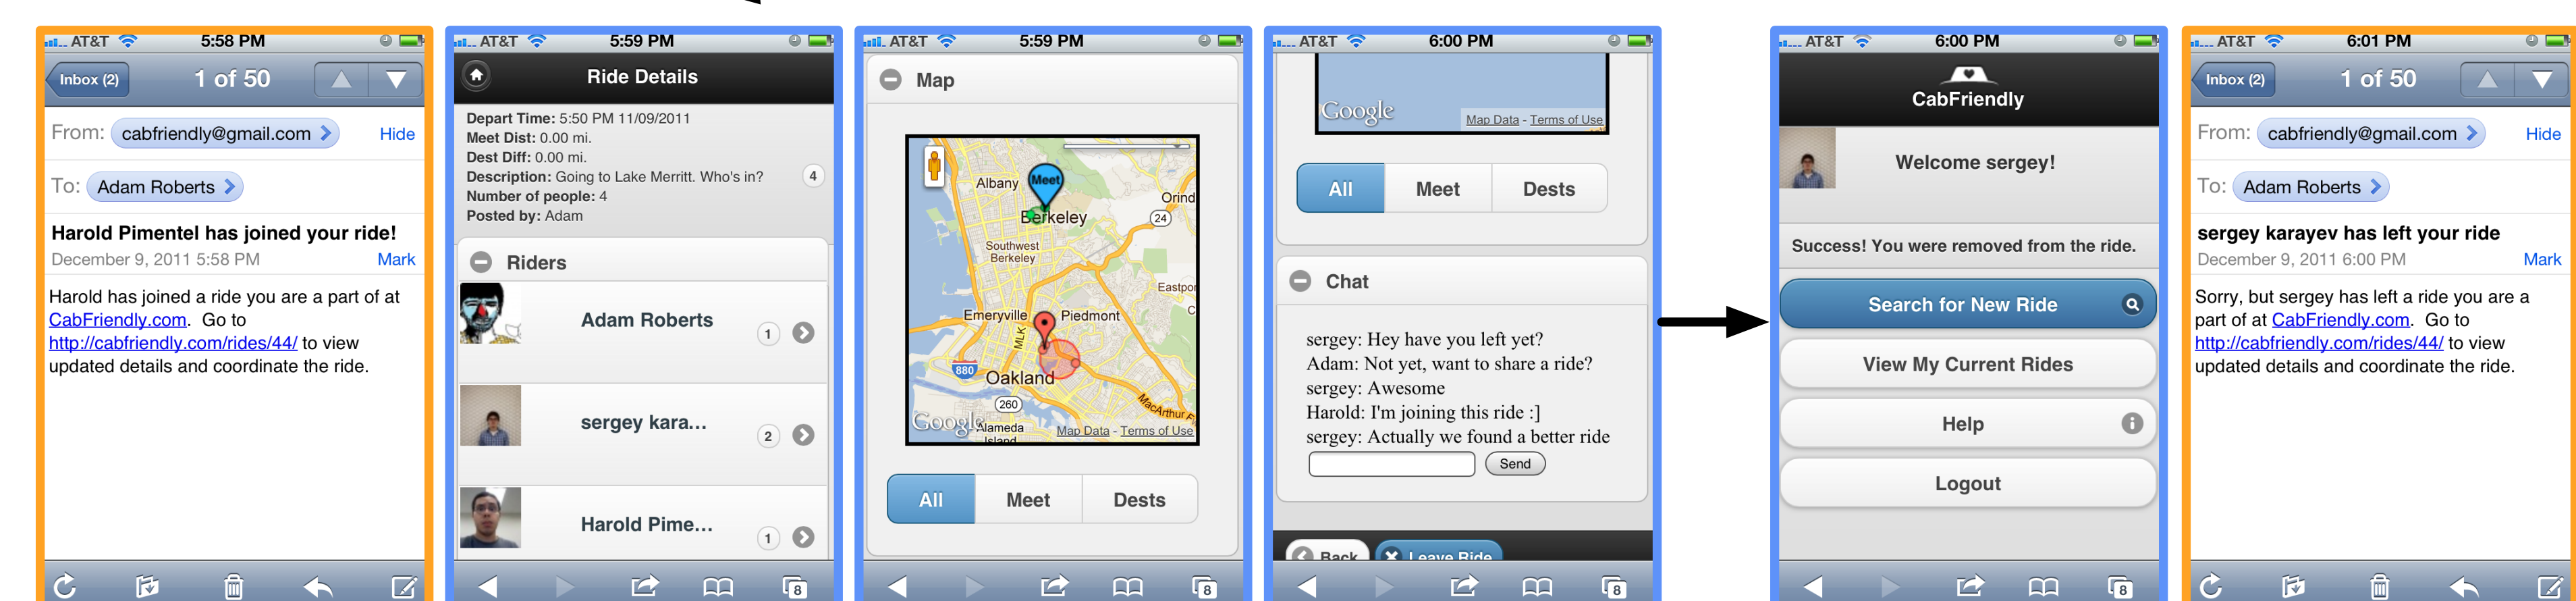 AT&T 5:58 PM
Inbox (2) 1 of 50
From: cabfriendly@gmail.com Hide
To: Adam Roberts
Harold Pimentel has joined your ride!
December 9, 2011 5:58 PM Mark
Harold has joined a ride you are a part of at
CabFriendly.com. Go to
http://cabfriendly.com/rides/44/ to view
updated details and coordinate the ride.
AT&T 5:59 PM
Ride Details
Depart Time: 5:50 PM 11/09/2011
Meet Dist: 0.00 mi.
Dest Diff: 0.00 mi.
Description: Going to Lake Merritt. Who's in? 4
Number of people: 4
Posted by: Adam
Riders
Adam Roberts 1
sergey kara... 2
Harold Pime... 1
8
AT&T 5:59 PM
Map
Albany Meet
Orind
Berkeley 24
Southwest
Berkeley
Eastpor
Emeryville Piedmont C
MLK
880
Oakland
260
MacArthur F
Google Alameda
Island Map Data - Terms of Use
All Meet Dests
8
AT&T 6:00 PM
Google Map Data - Terms of Use
All Meet Dests
Chat
sergey: Hey have you left yet?
Adam: Not yet, want to share a ride?
sergey: Awesome
Harold: I'm joining this ride :]
sergey: Actually we found a better ride
Send
Back Leave Ride
8
AT&T 6:00 PM
CabFriendly
Welcome sergey!
Success! You were removed from the ride.
Search for New Ride
View My Current Rides
Help
Logout
8
AT&T 6:01 PM
Inbox (2) 1 of 50
From: cabfriendly@gmail.com Hide
To: Adam Roberts
sergey karayev has left your ride
December 9, 2011 6:00 PM Mark
Sorry, but sergey has left a ride you are a
part of at CabFriendly.com. Go to
http://cabfriendly.com/rides/44/ to view
updated details and coordinate the ride.